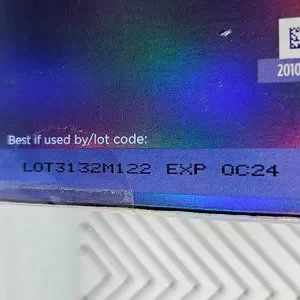 2010
Best if used by/lot code:
LOT3132M122 EXP OC24